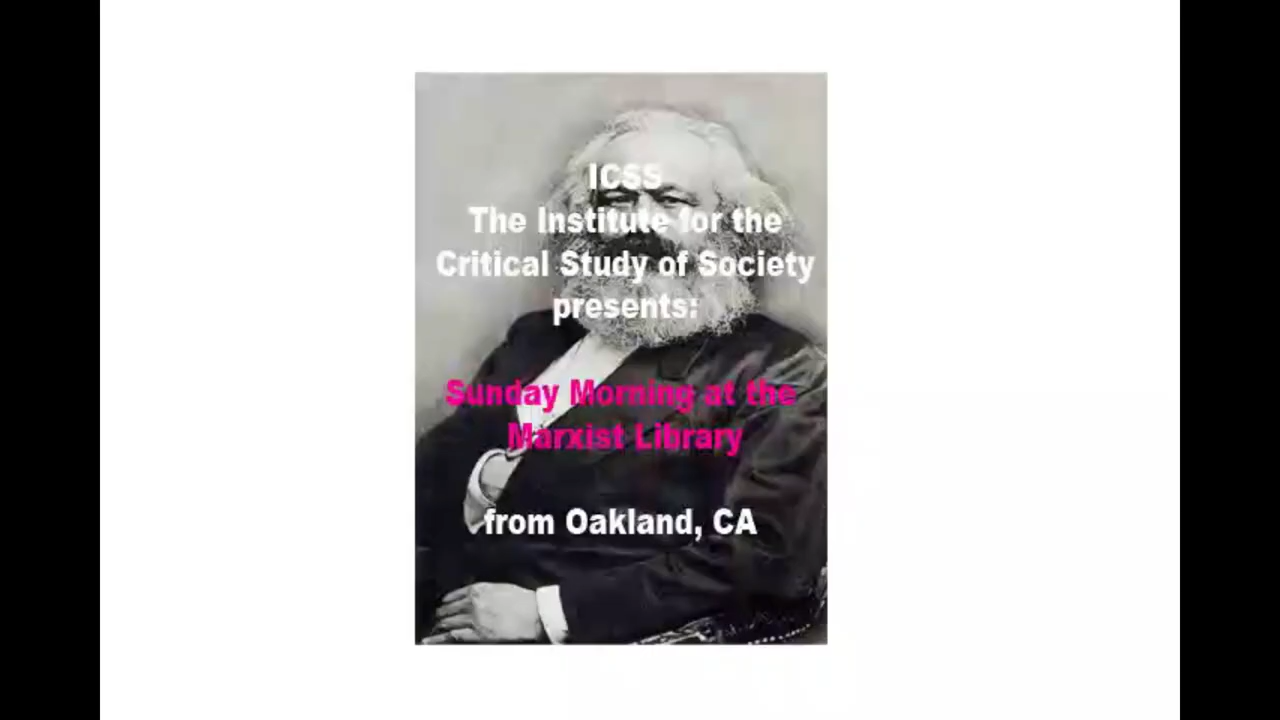 ICSS
The Institute for the
Critical Study of Society
presents:
Sunday Morning at the
Marxist Library
from Oakland, CA